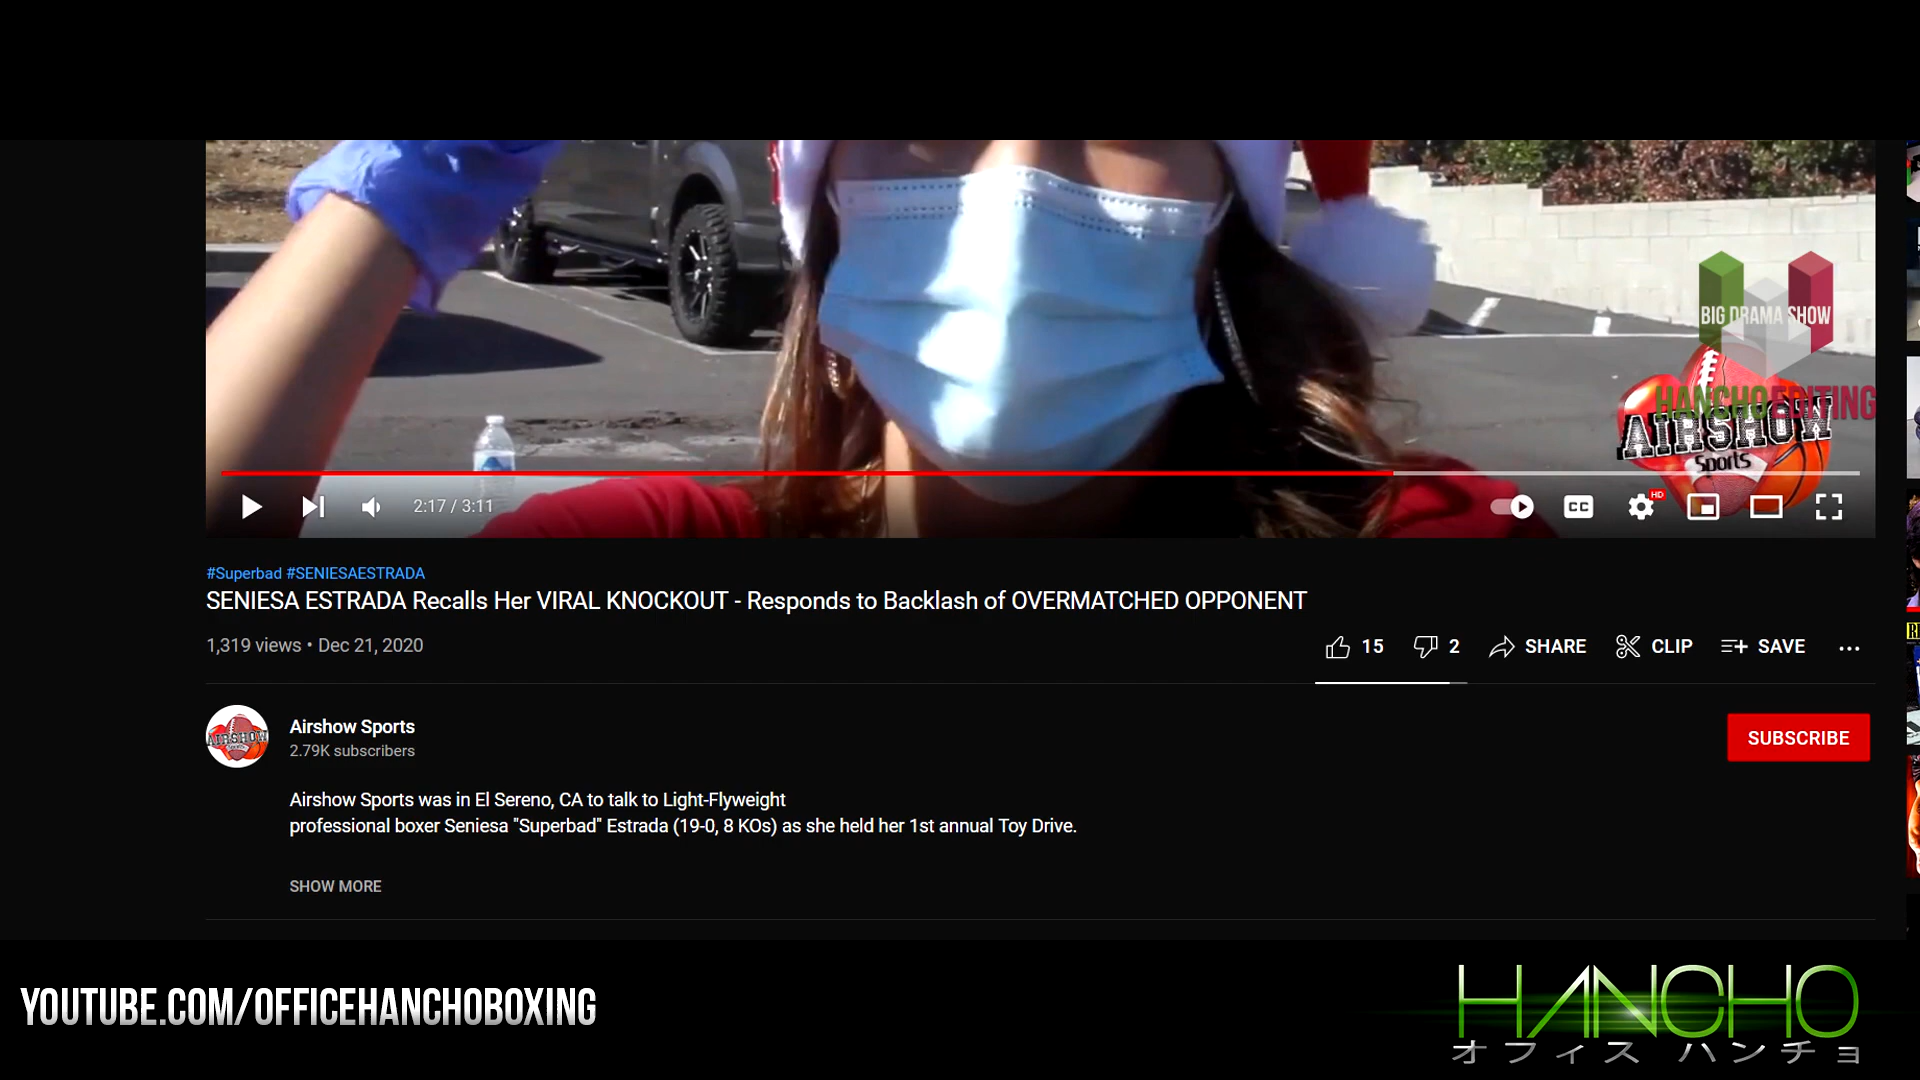 BIG DRAMA SHOW
HANCHOEDITING
AIRSHOW
Sports
2:17 / 3:11
CC
HD
#Superbad #SENIESAESTRADA
SENIESA ESTRADA Recalls Her VIRAL KNOCKOUT - Responds to Backlash of OVERMATCHED OPPONENT
1,319 views • Dec 21, 2020
15 2 SHARE CLIP SAVE ...
AIRSHOW
Airshow Sports
2.79K subscribers
SUBSCRIBE
Airshow Sports was in El Sereno, CA to talk to Light-Flyweight
professional boxer Seniesa "Superbad" Estrada (19-0, 8 KOs) as she held her 1st annual Toy Drive.
SHOW MORE
YOUTUBE.COM/OFFICEHANCHOBOXING
HANCHO
オフィス ハンチョ